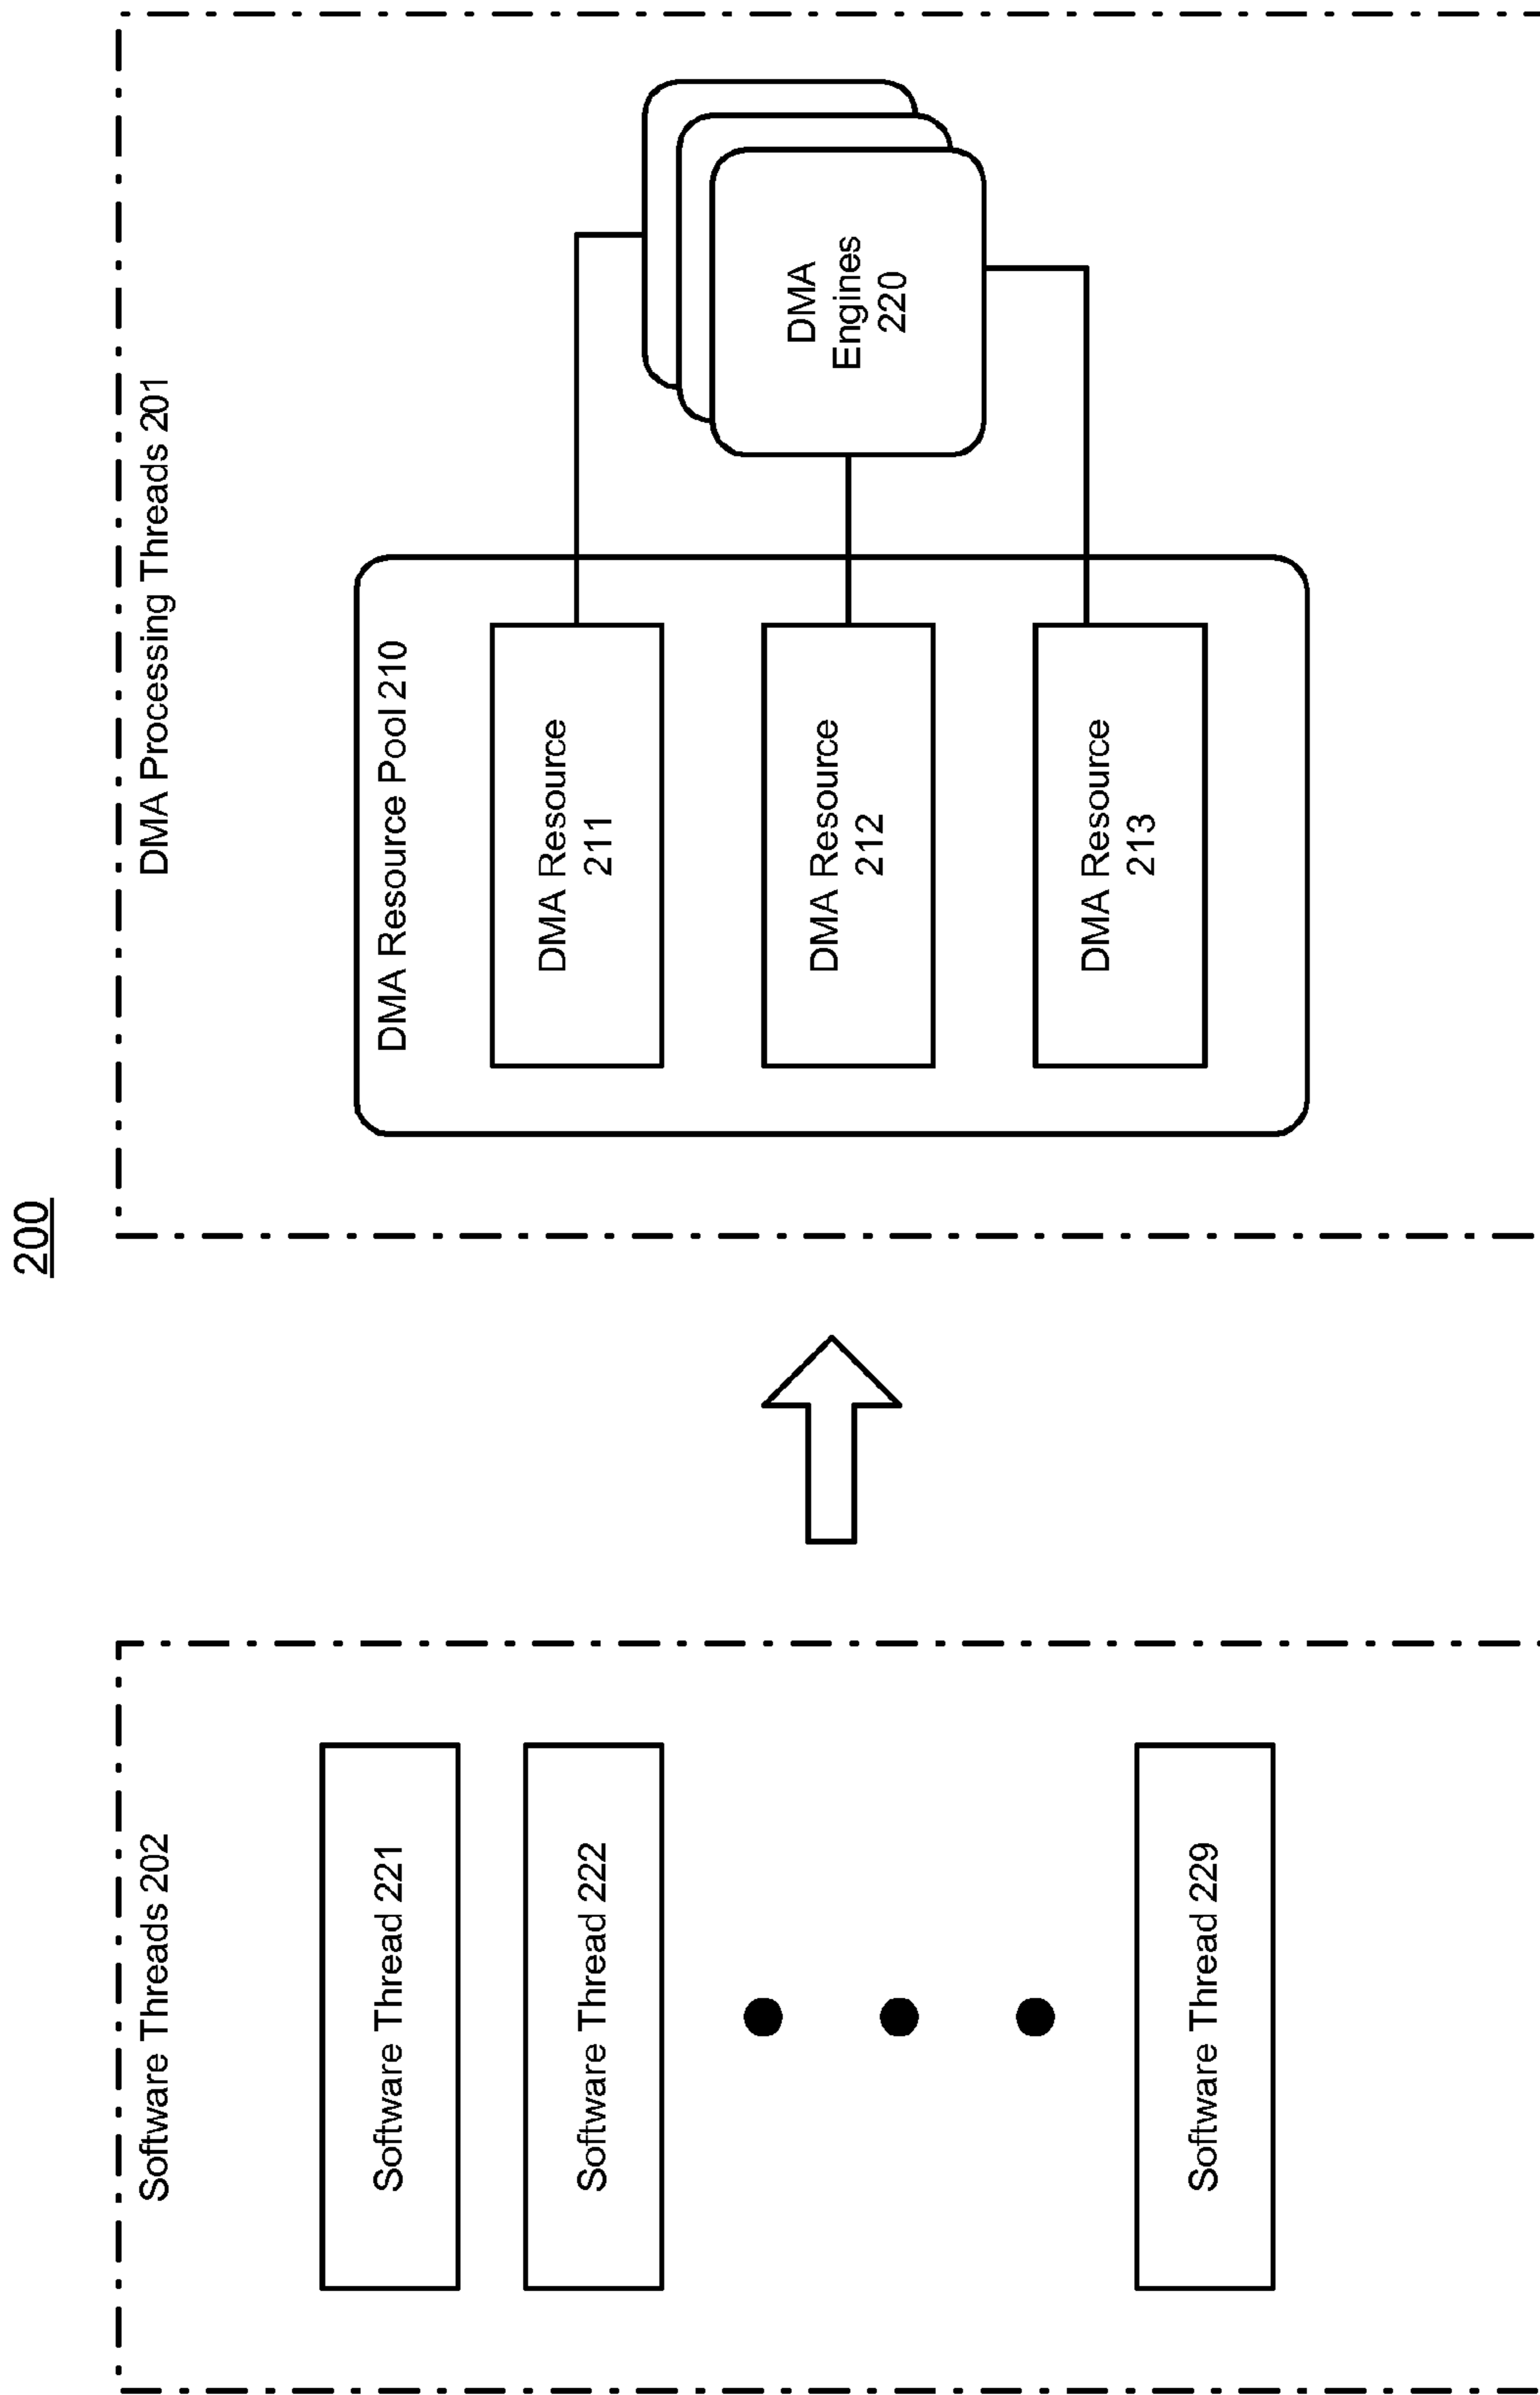 200
Software Threads 202
Software Thread 221
Software Thread 222
Software Thread 229
DMA Processing Threads 201
DMA Resource Pool 210
DMA Resource
211
DMA Resource
212
DMA Resource
213
DMA
Engines
220